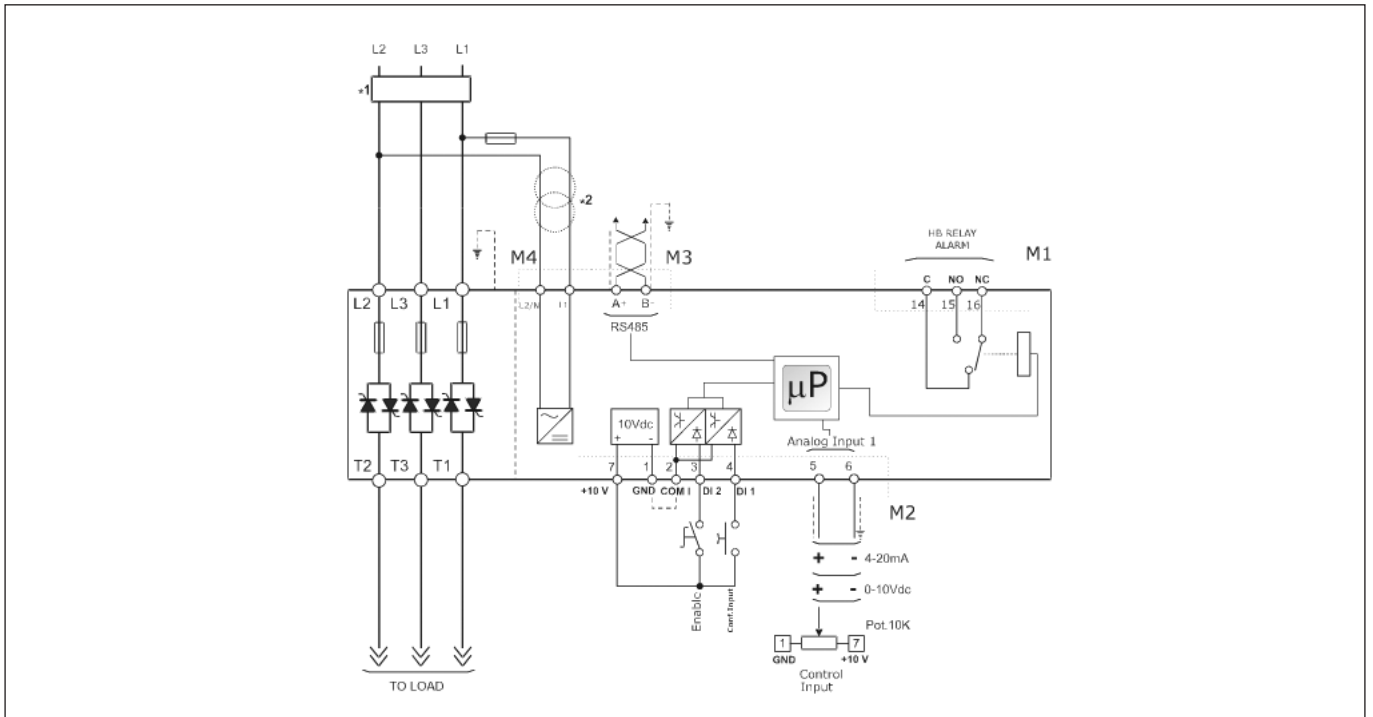 L2 L3 L1
*1
*2
HB RELAY
ALARM
M4 M3 M1
C NO NC
L2 L3 L1 L2/N L1 A+ B- 14 15 16
RS485
µP
10Vdc
+ -
Analog Input 1
T2 T3 T1 7 1 2 3 4 5 6
+10 V GND COM I DI 2 DI 1
M2
+ - 4-20mA
+ - 0-10Vdc
Enable
Conf.Input
Pot.10K
1 7
GND +10 V
Control
Input
TO LOAD